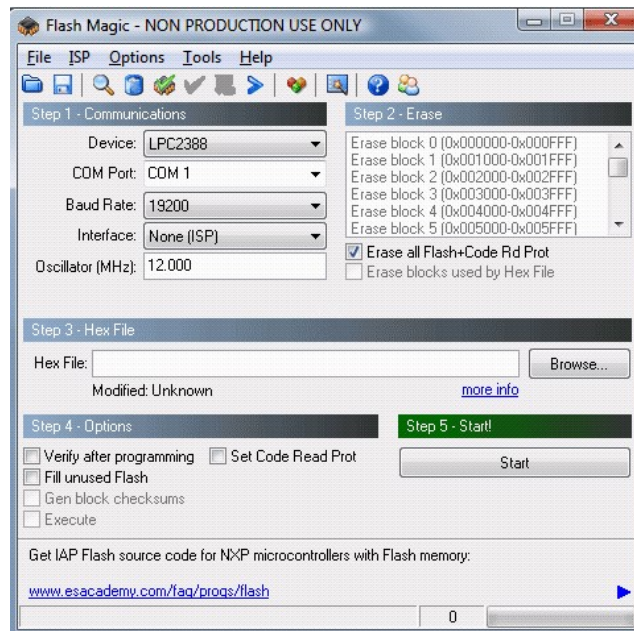 Flash Magic - NON PRODUCTION USE ONLY
File ISP Options Tools Help
Step 1 - Communications
Device: LPC2388
COM Port: COM 1
Baud Rate: 19200
Interface: None (ISP)
Oscillator (MHz): 12.000
Step 2 - Erase
Erase block 0 (0x000000-0x000FFF)
Erase block 1 (0x001000-0x001FFF)
Erase block 2 (0x002000-0x002FFF)
Erase block 3 (0x003000-0x003FFF)
Erase block 4 (0x004000-0x004FFF)
Erase block 5 (0x005000-0x005FFF)
Erase all Flash+Code Rd Prot
Erase blocks used by Hex File
Step 3 - Hex File
Hex File: Browse...
Modified: Unknown more info
Step 4 - Options
Verify after programming Set Code Read Prot
Fill unused Flash
Gen block checksums
Execute
Step 5 - Start!
Start
Get IAP Flash source code for NXP microcontrollers with Flash memory:
www.esacademy.com/faq/progs/flash
0